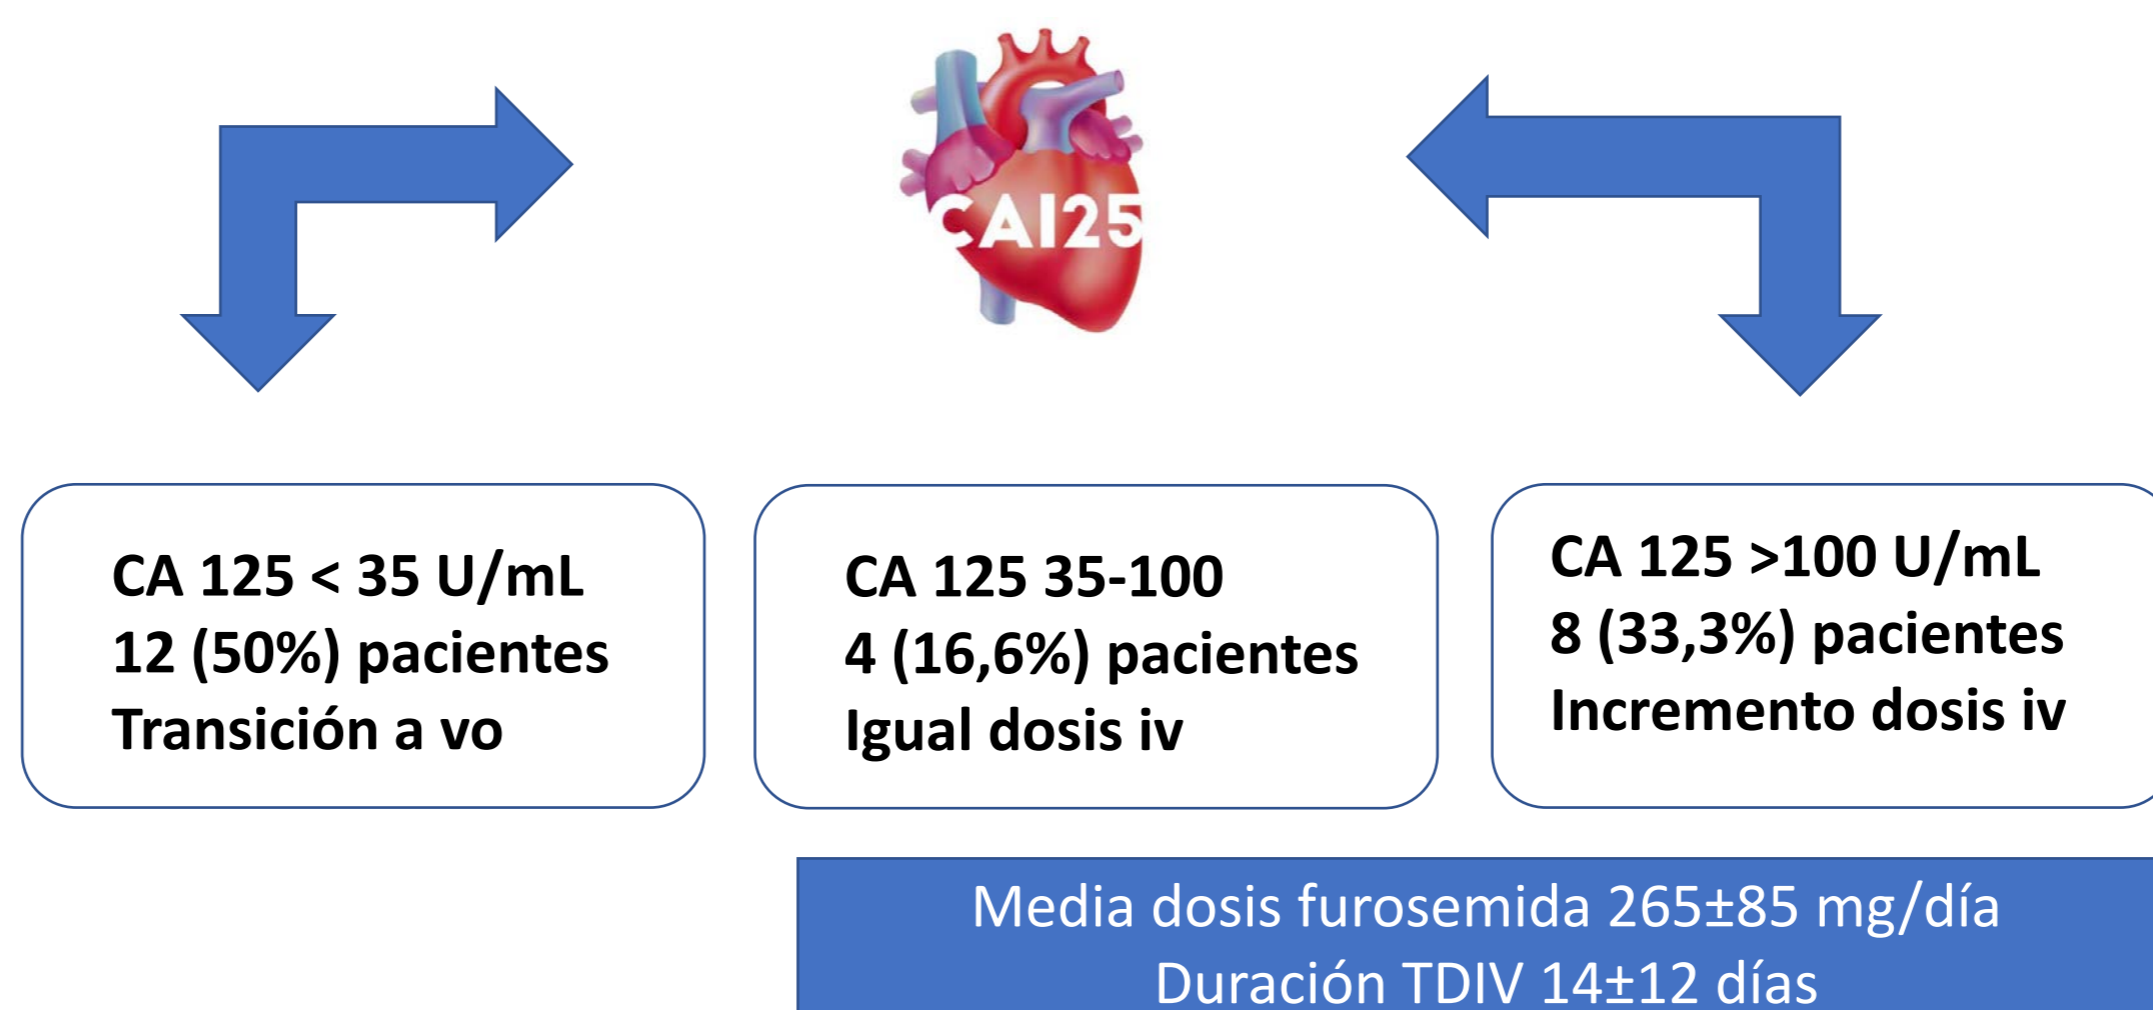 CA125
CA 125 < 35 U/mL
12 (50%) pacientes
Transición a vo
CA 125 35-100
4 (16,6%) pacientes
Igual dosis iv
CA 125 >100 U/mL
8 (33,3%) pacientes
Incremento dosis iv
Media dosis furosemida 265±85 mg/día
Duración TDIV 14±12 días